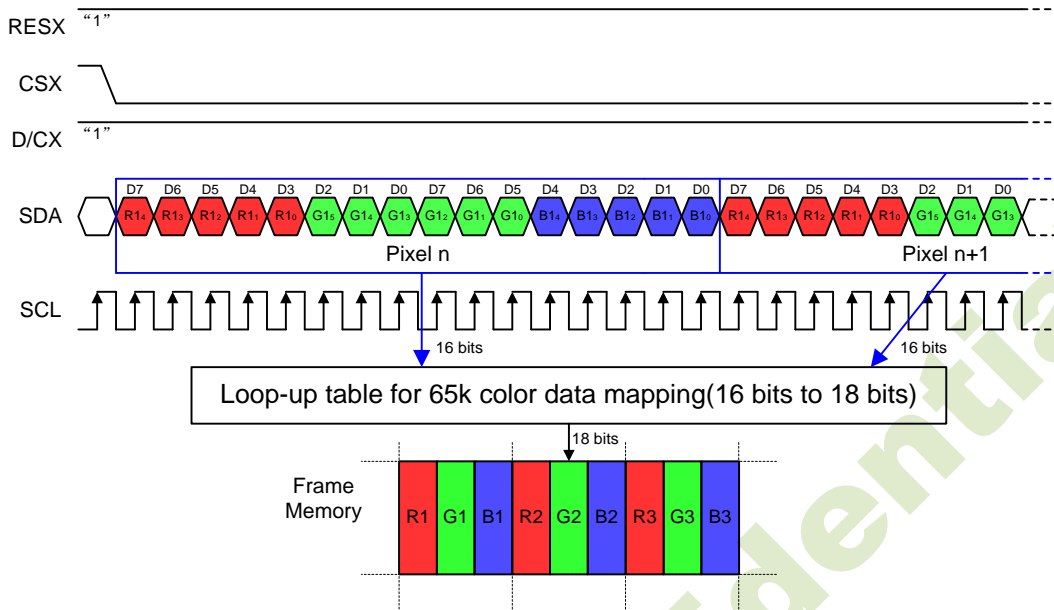 RESX "1"
CSX
D/CX "1"
D7 D6 D5 D4 D3 D2 D1 D0 D7 D6 D5 D4 D3 D2 D1 D0 D7 D6 D5 D4 D3 D2 D1 D0
SDA R14 R13 R12 R11 R10 G15 G14 G13 G12 G11 G10 B14 B13 B12 B11 B10 R14 R13 R12 R11 R10 G15 G14 G13
Pixel n Pixel n+1
SCL
16 bits 16 bits
Loop-up table for 65k color data mapping(16 bits to 18 bits)
18 bits
Frame
Memory
R1 G1 B1 R2 G2 B2 R3 G3 B3